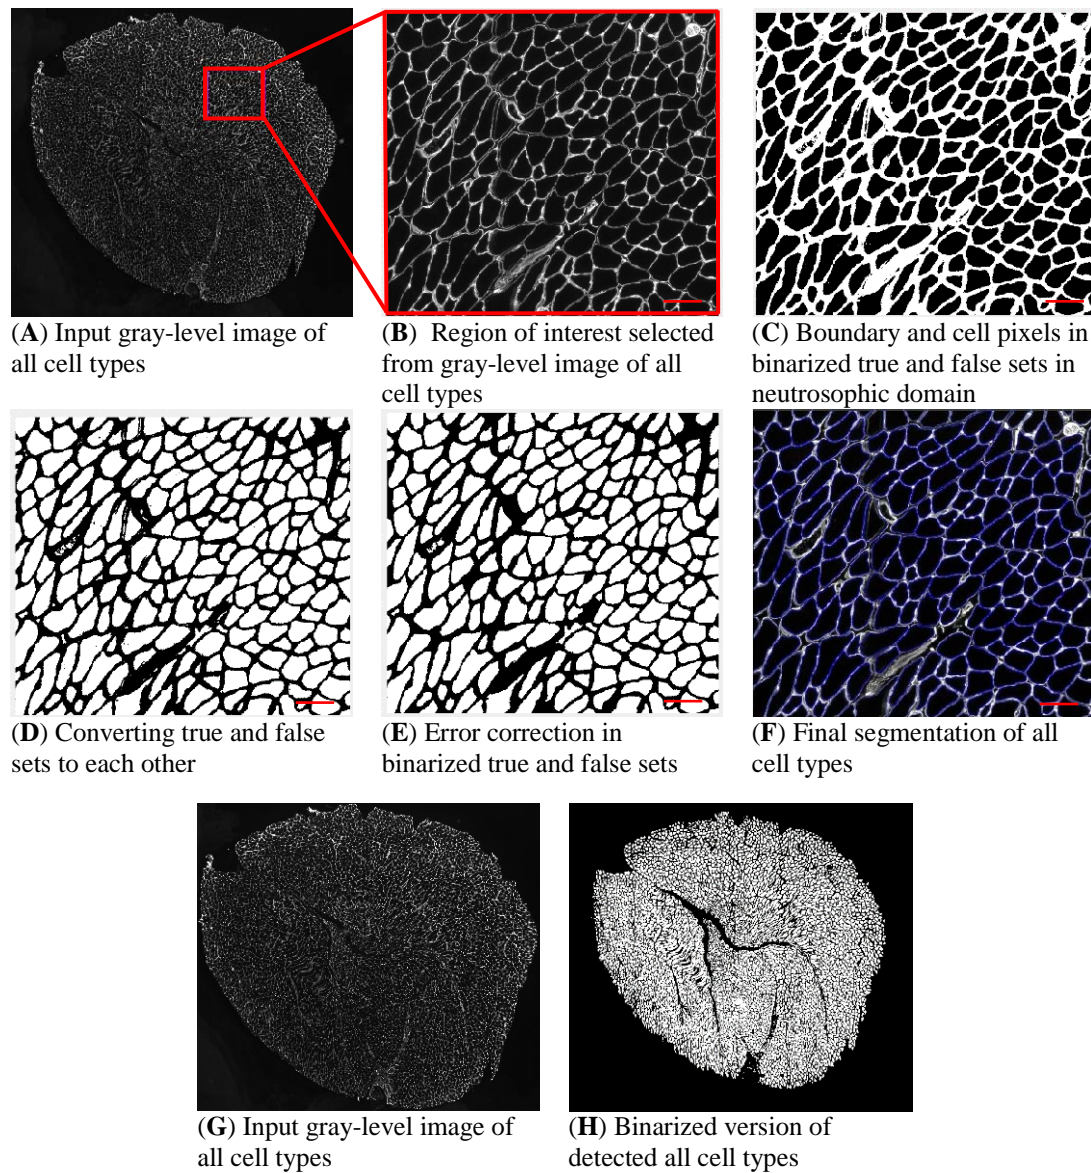 (A) Input gray-level image of
all cell types
(B) Region of interest selected
from gray-level image of all
cell types
(C) Boundary and cell pixels in
binarized true and false sets in
neutrosophic domain
(D) Converting true and false
sets to each other
(E) Error correction in
binarized true and false sets
(F) Final segmentation of all
cell types
(G) Input gray-level image of
all cell types
(H) Binarized version of
detected all cell types